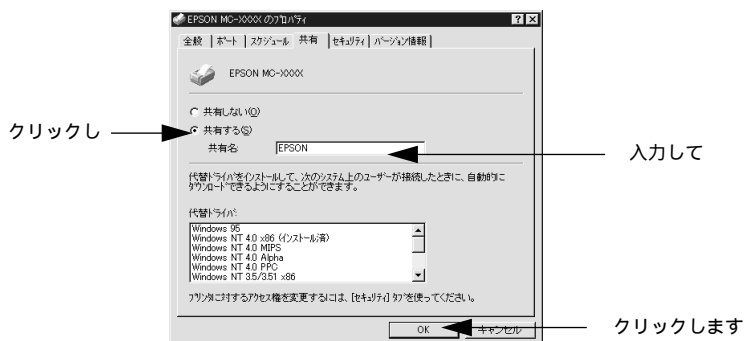 EPSON MC-XXXX のプロパティ
全般 ポート スケジュール 共有 セキュリティ バージョン情報
EPSON MC-XXXX
共有しない(O)
クリックし
共有する(S)
共有名: EPSON
入力して
代替ドライバをインストールして、次のシステム上のユーザーが接続したときに、自動的に
ダウンロードできるようにすることができます。
代替ドライバ:
Windows 95
Windows NT 4.0 x86 (インストール済)
Windows NT 4.0 MIPS
Windows NT 4.0 Alpha
Windows NT 4.0 PPC
Windows NT 3.5/3.51 x86
プリンタに対するアクセス権を変更するには、[セキュリティ] タブを使ってください。
OK キャンセル
クリックします